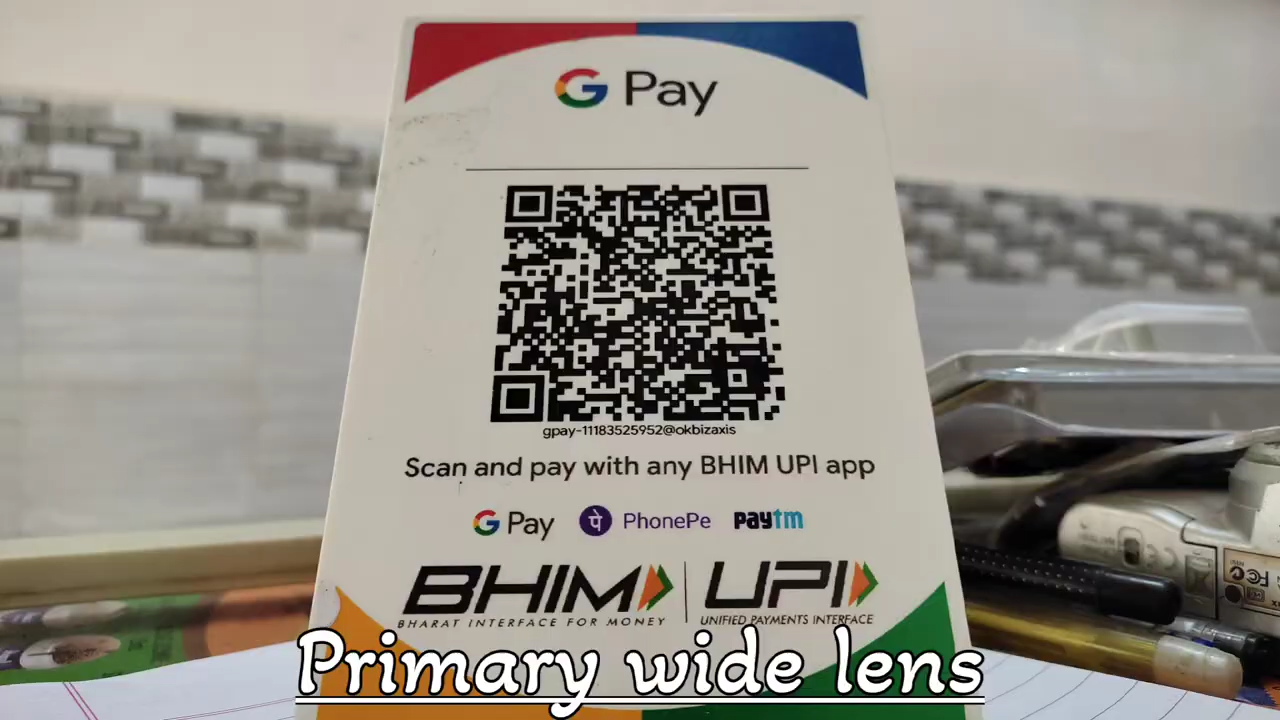 G Pay
gpay-11183525952@okbizaxis
Scan and pay with any BHIM UPI app
G Pay पे PhonePe paytm
BHIM UPI
BHARAT INTERFACE FOR MONEY UNIFIED PAYMENTS INTERFACE
Primary wide lens